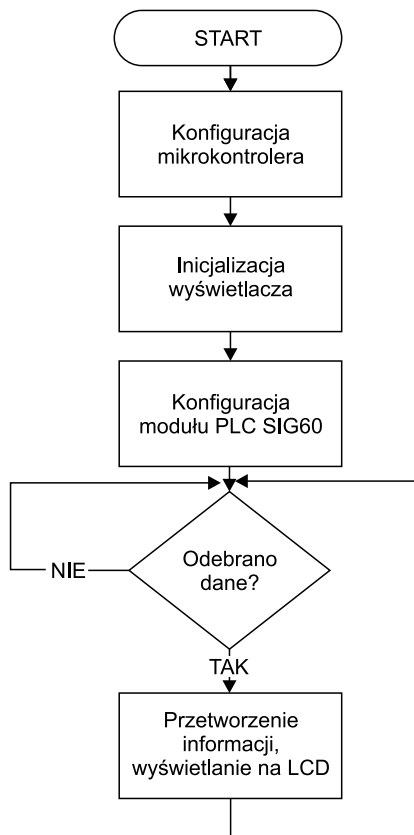 START
Konfiguracja
mikrokontrolera
Inicjalizacja
wyświetlacza
Konfiguracja
modułu PLC SIG60
Odebrano
dane?
NIE
TAK
Przetworzenie
informacji,
wyświetlanie na LCD